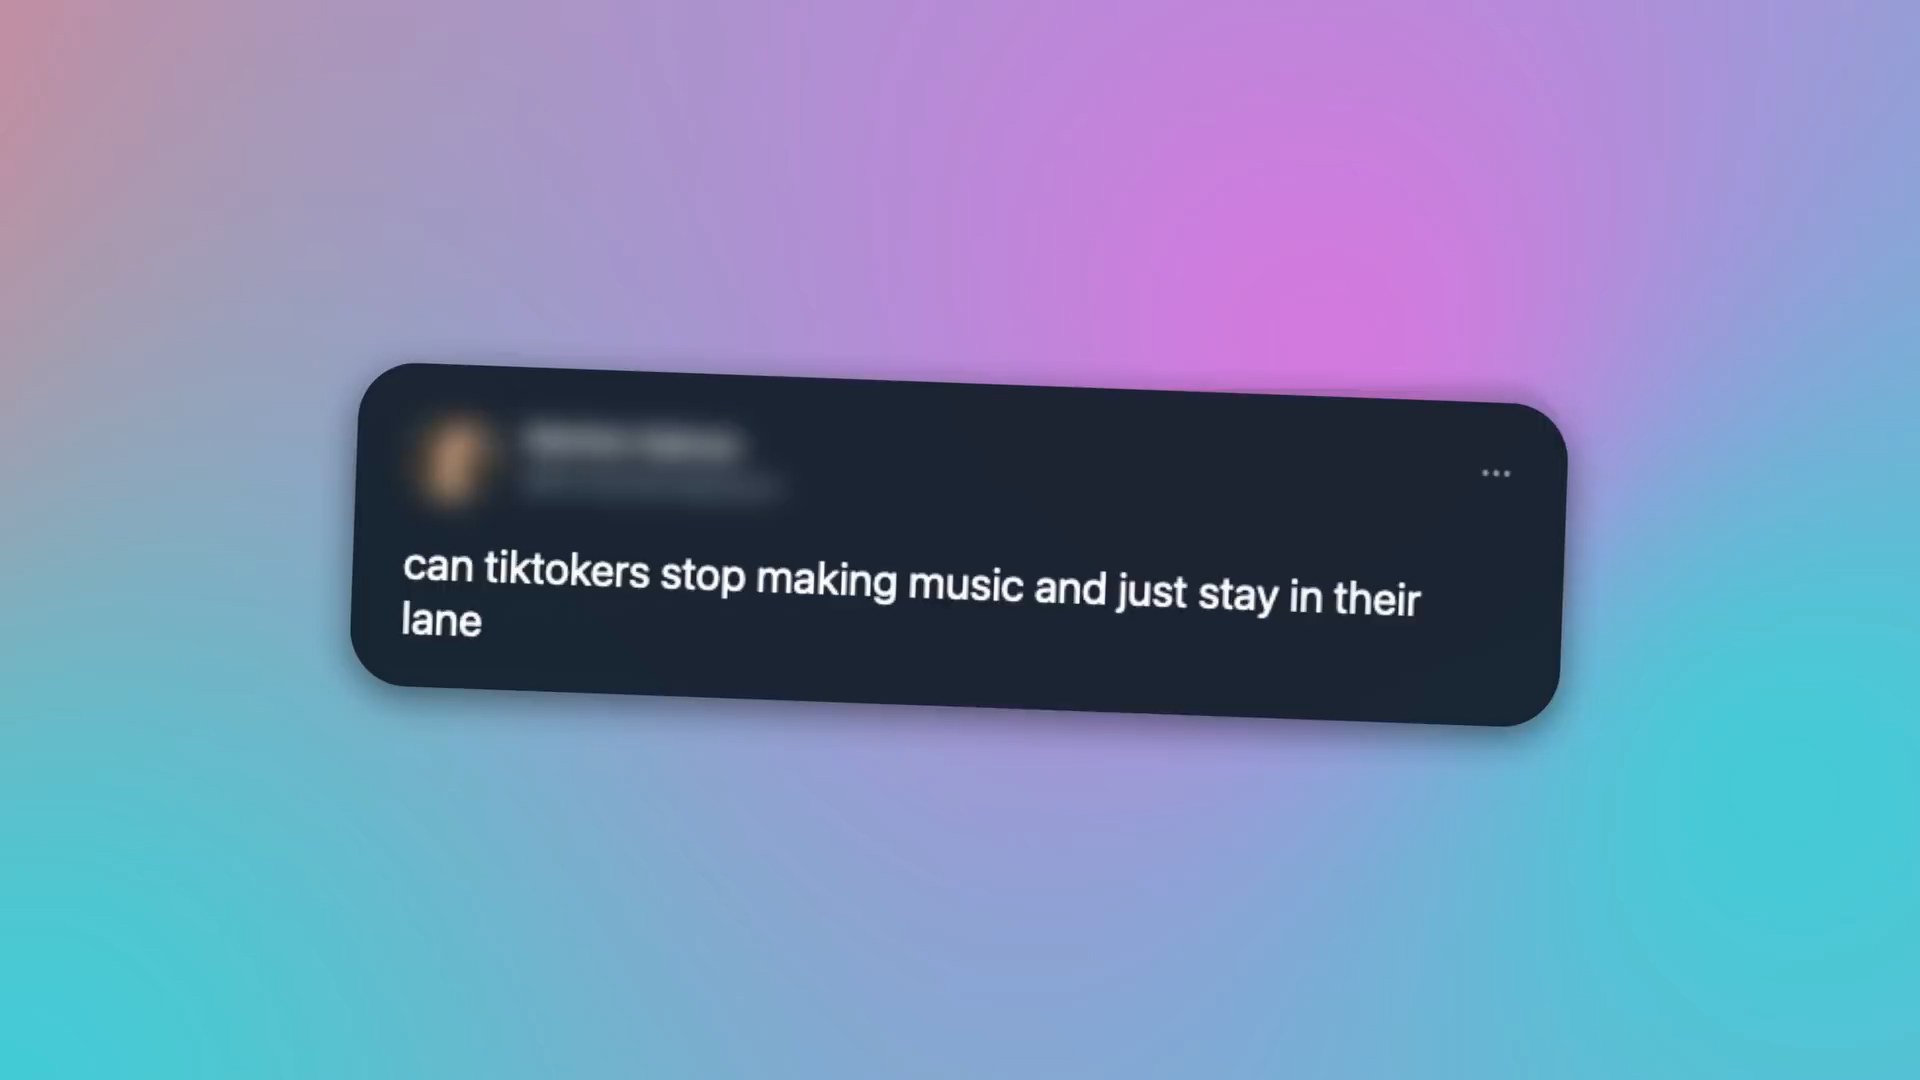 can tiktokers stop making music and just stay in their
lane